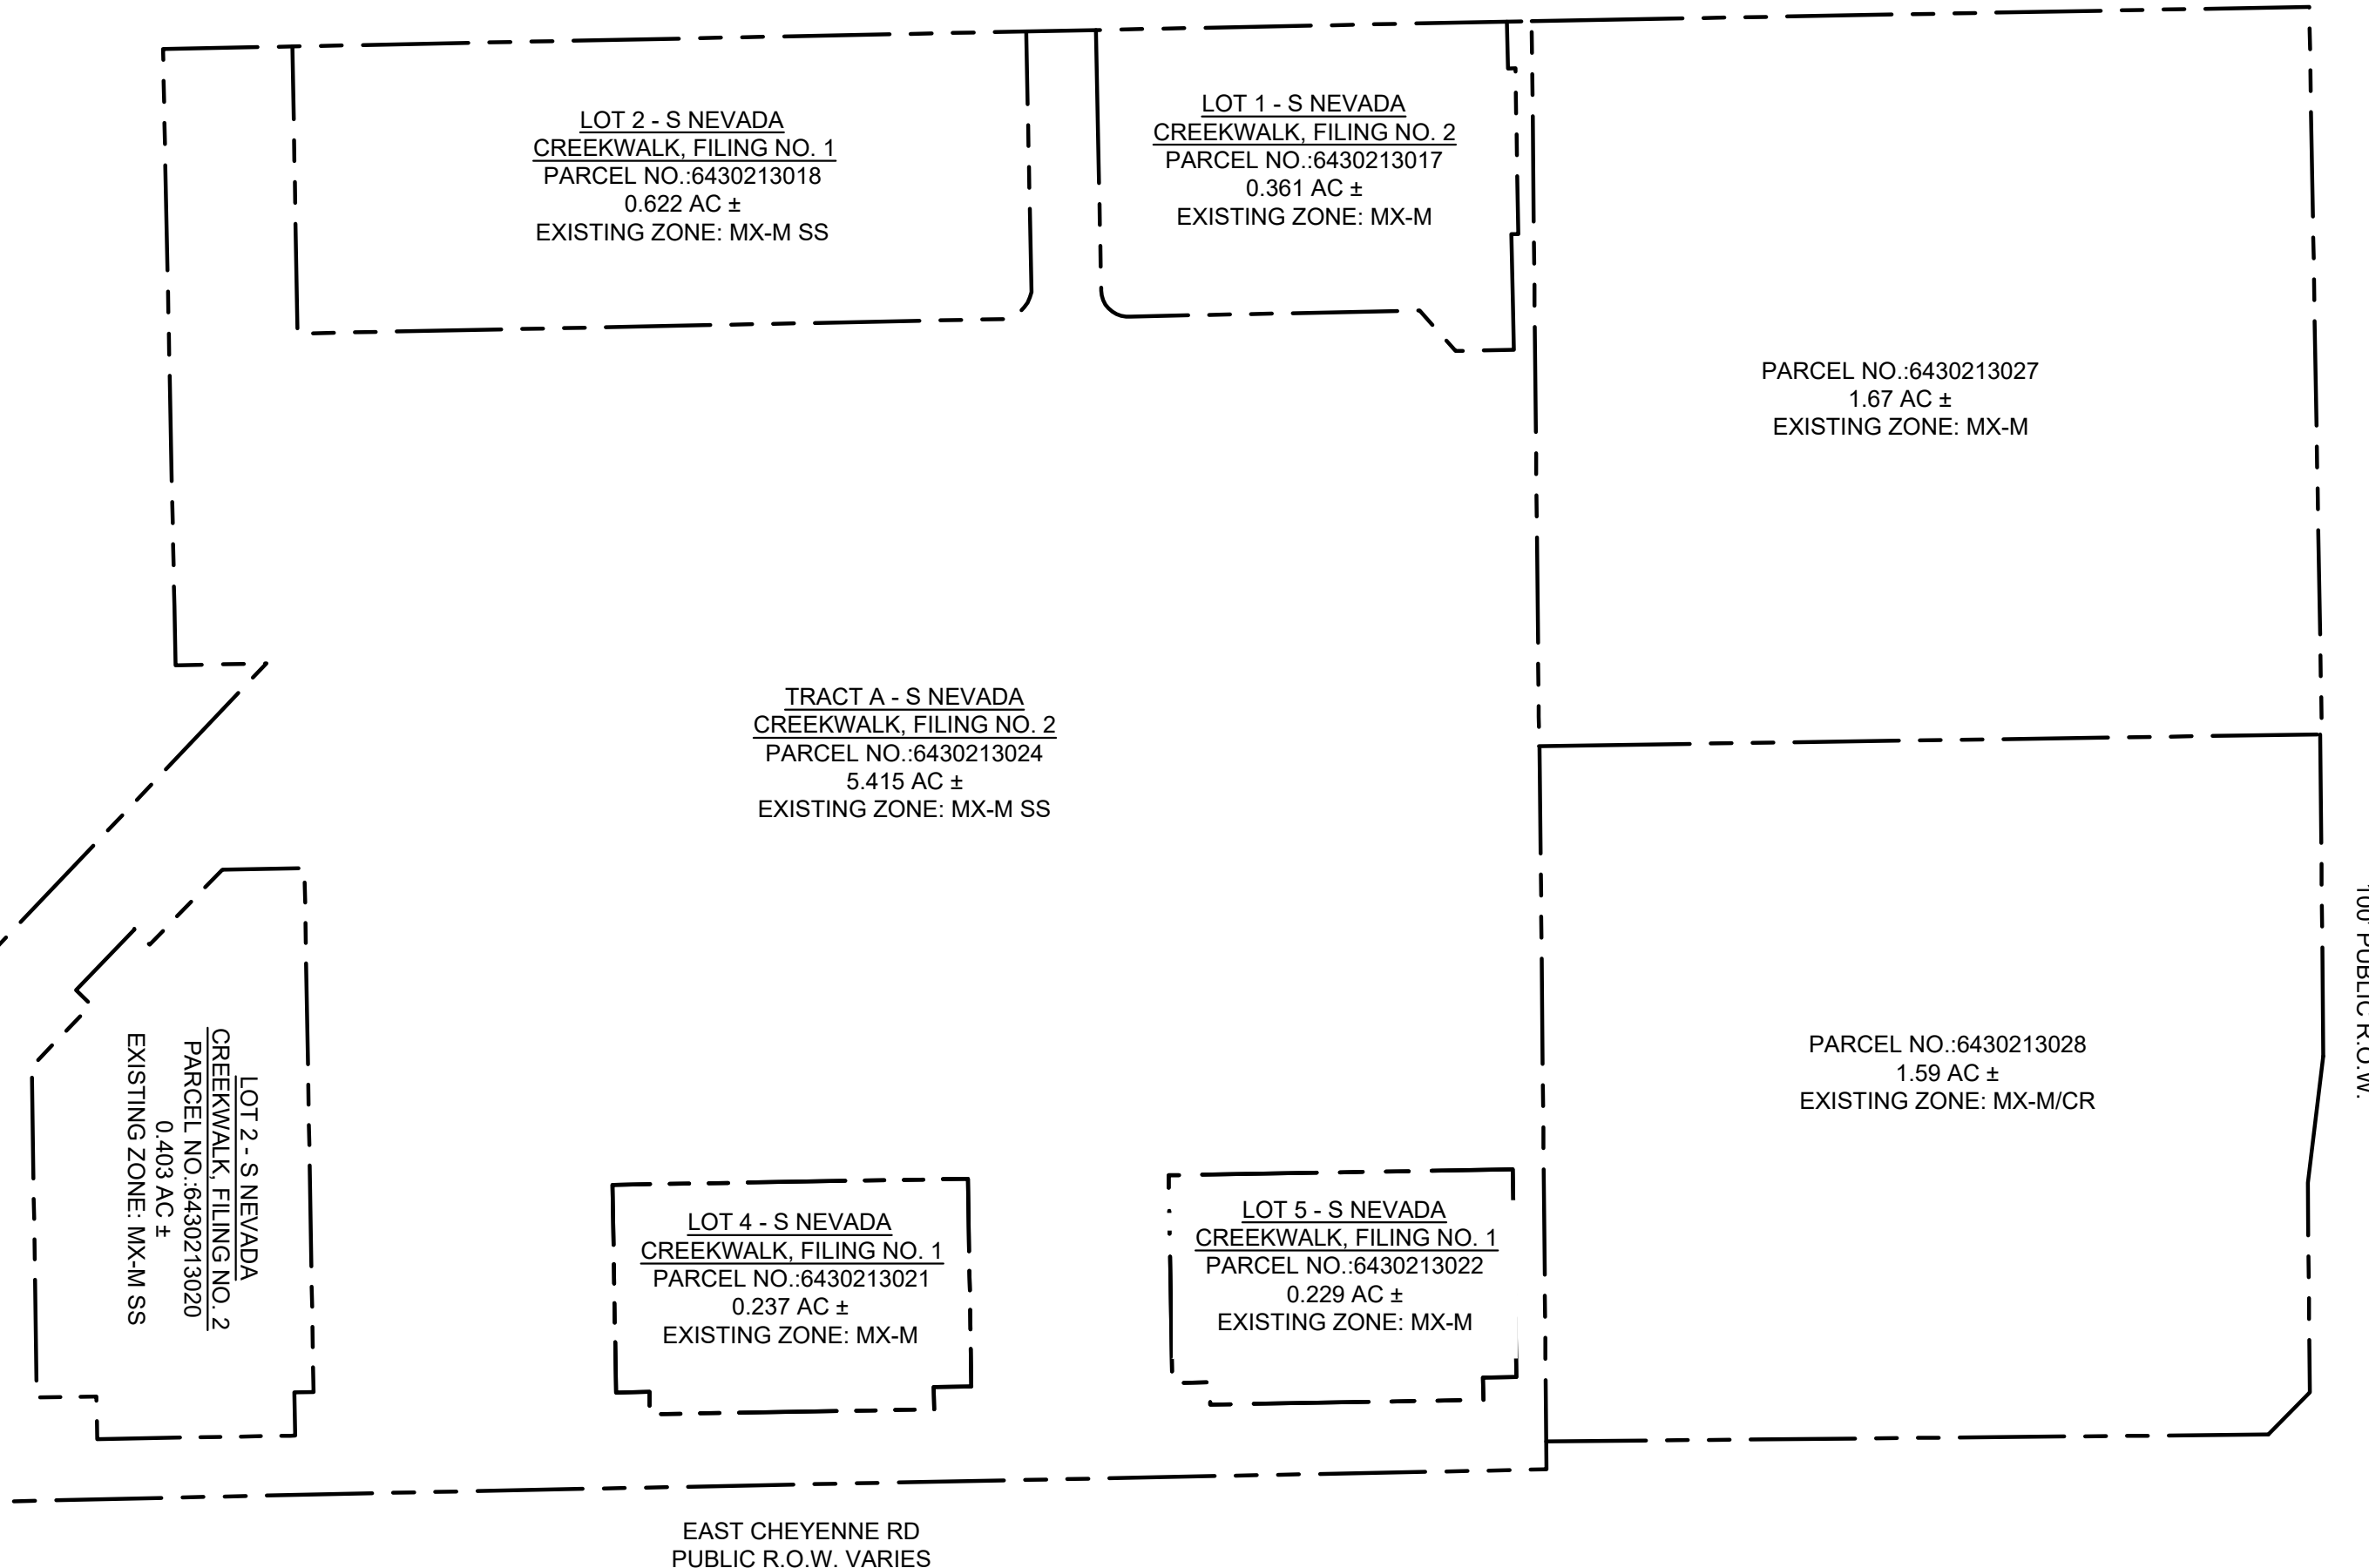 LOT 2 - S NEVADA
CREEKWALK, FILING NO. 1
PARCEL NO.:6430213018
0.622 AC ±
EXISTING ZONE: MX-M SS
LOT 1 - S NEVADA
CREEKWALK, FILING NO. 2
PARCEL NO.:6430213017
0.361 AC ±
EXISTING ZONE: MX-M
PARCEL NO.:6430213027
1.67 AC ±
EXISTING ZONE: MX-M
TRACT A - S NEVADA
CREEKWALK, FILING NO. 2
PARCEL NO.:6430213024
5.415 AC ±
EXISTING ZONE: MX-M SS
100' PUBLIC R.O.W.
PARCEL NO.:6430213028
1.59 AC ±
EXISTING ZONE: MX-M/CR
LOT 2 - S NEVADA
CREEKWALK, FILING NO. 2
PARCEL NO.:6430213020
0.403 AC ±
EXISTING ZONE: MX-M SS
LOT 4 - S NEVADA
CREEKWALK, FILING NO. 1
PARCEL NO.:6430213021
0.237 AC ±
EXISTING ZONE: MX-M
LOT 5 - S NEVADA
CREEKWALK, FILING NO. 1
PARCEL NO.:6430213022
0.229 AC ±
EXISTING ZONE: MX-M
EAST CHEYENNE RD
PUBLIC R.O.W. VARIES